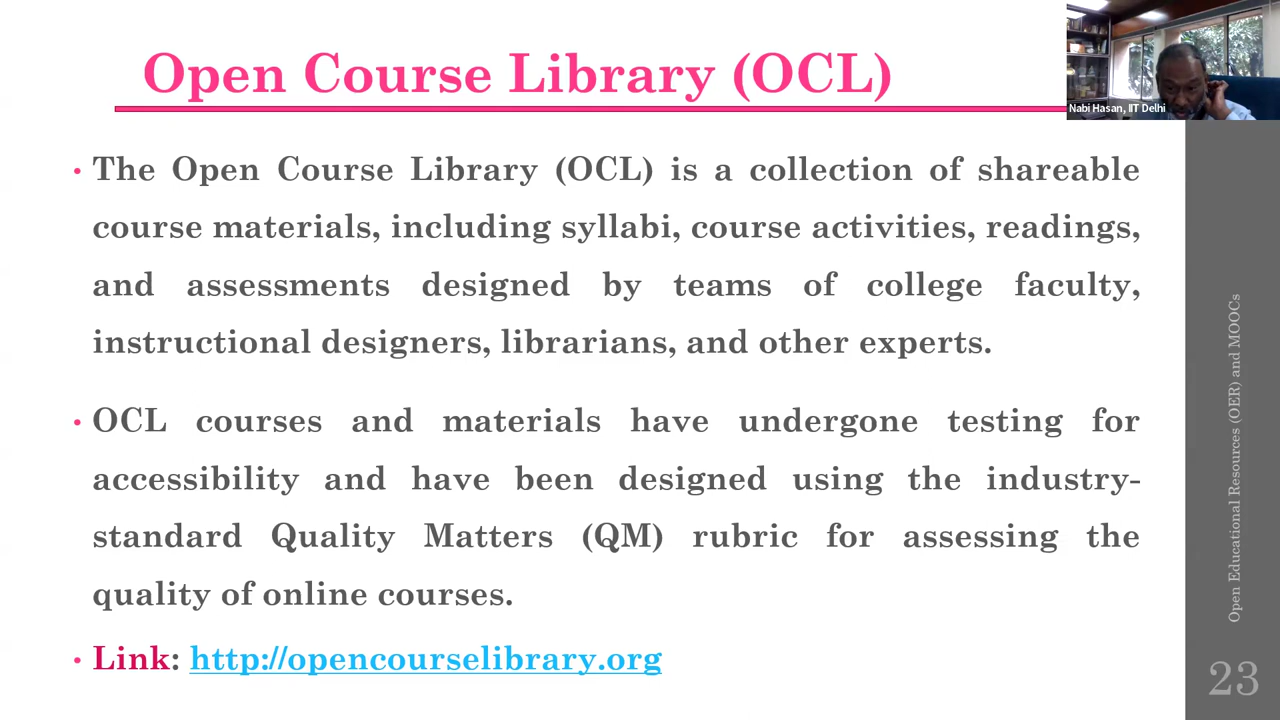 Open Course Library (OCL)
Nabi Hasan, IIT Delhi
• The Open Course Library (OCL) is a collection of shareable
course materials, including syllabi, course activities, readings,
and assessments designed by teams of college faculty,
instructional designers, librarians, and other experts.
• OCL courses and materials have undergone testing for
accessibility and have been designed using the industry-
standard Quality Matters (QM) rubric for assessing the
quality of online courses.
• Link: http://opencourselibrary.org
Open Educational Resources (OER) and MOOCs
23